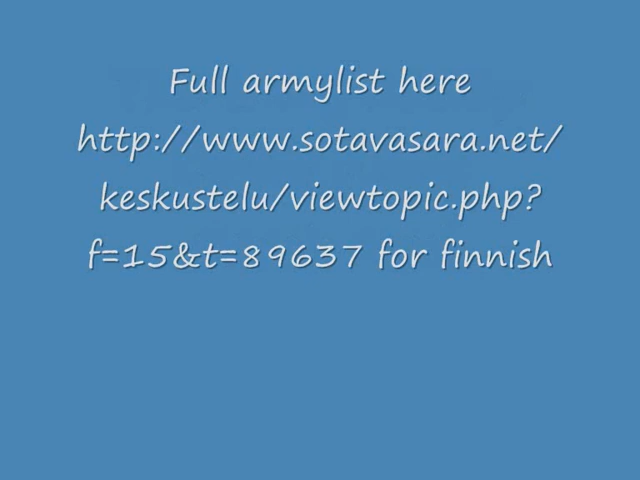 Full armylist here
http://www.sotavasara.net/
keskustelu/viewtopic.php?
f=15&t=89637 for finnish